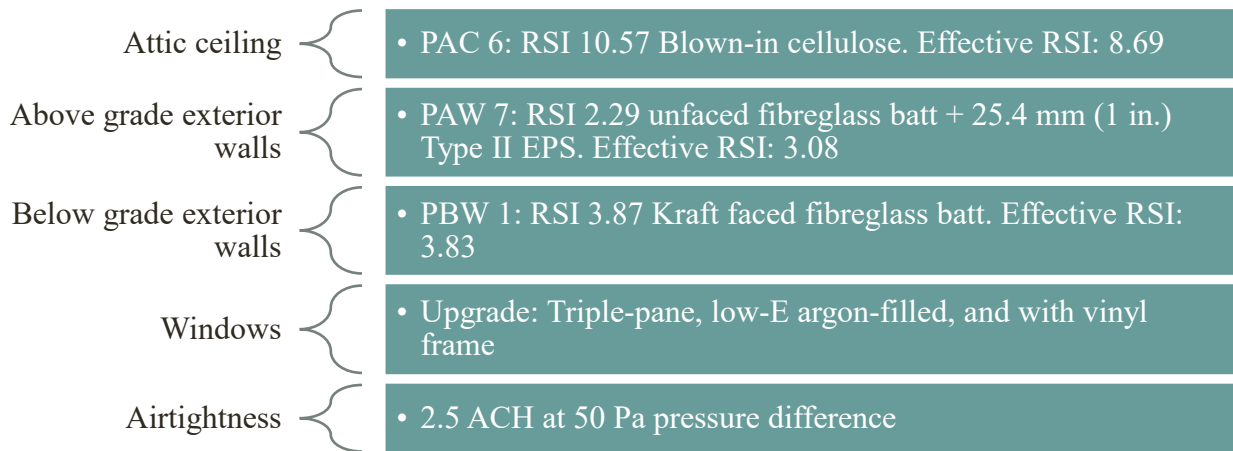 Attic ceiling
• PAC 6: RSI 10.57 Blown-in cellulose. Effective RSI: 8.69
Above grade exterior
walls
• PAW 7: RSI 2.29 unfaced fibreglass batt + 25.4 mm (1 in.)
Type II EPS. Effective RSI: 3.08
Below grade exterior
walls
• PBW 1: RSI 3.87 Kraft faced fibreglass batt. Effective RSI:
3.83
Windows
• Upgrade: Triple-pane, low-E argon-filled, and with vinyl
frame
Airtightness
• 2.5 ACH at 50 Pa pressure difference